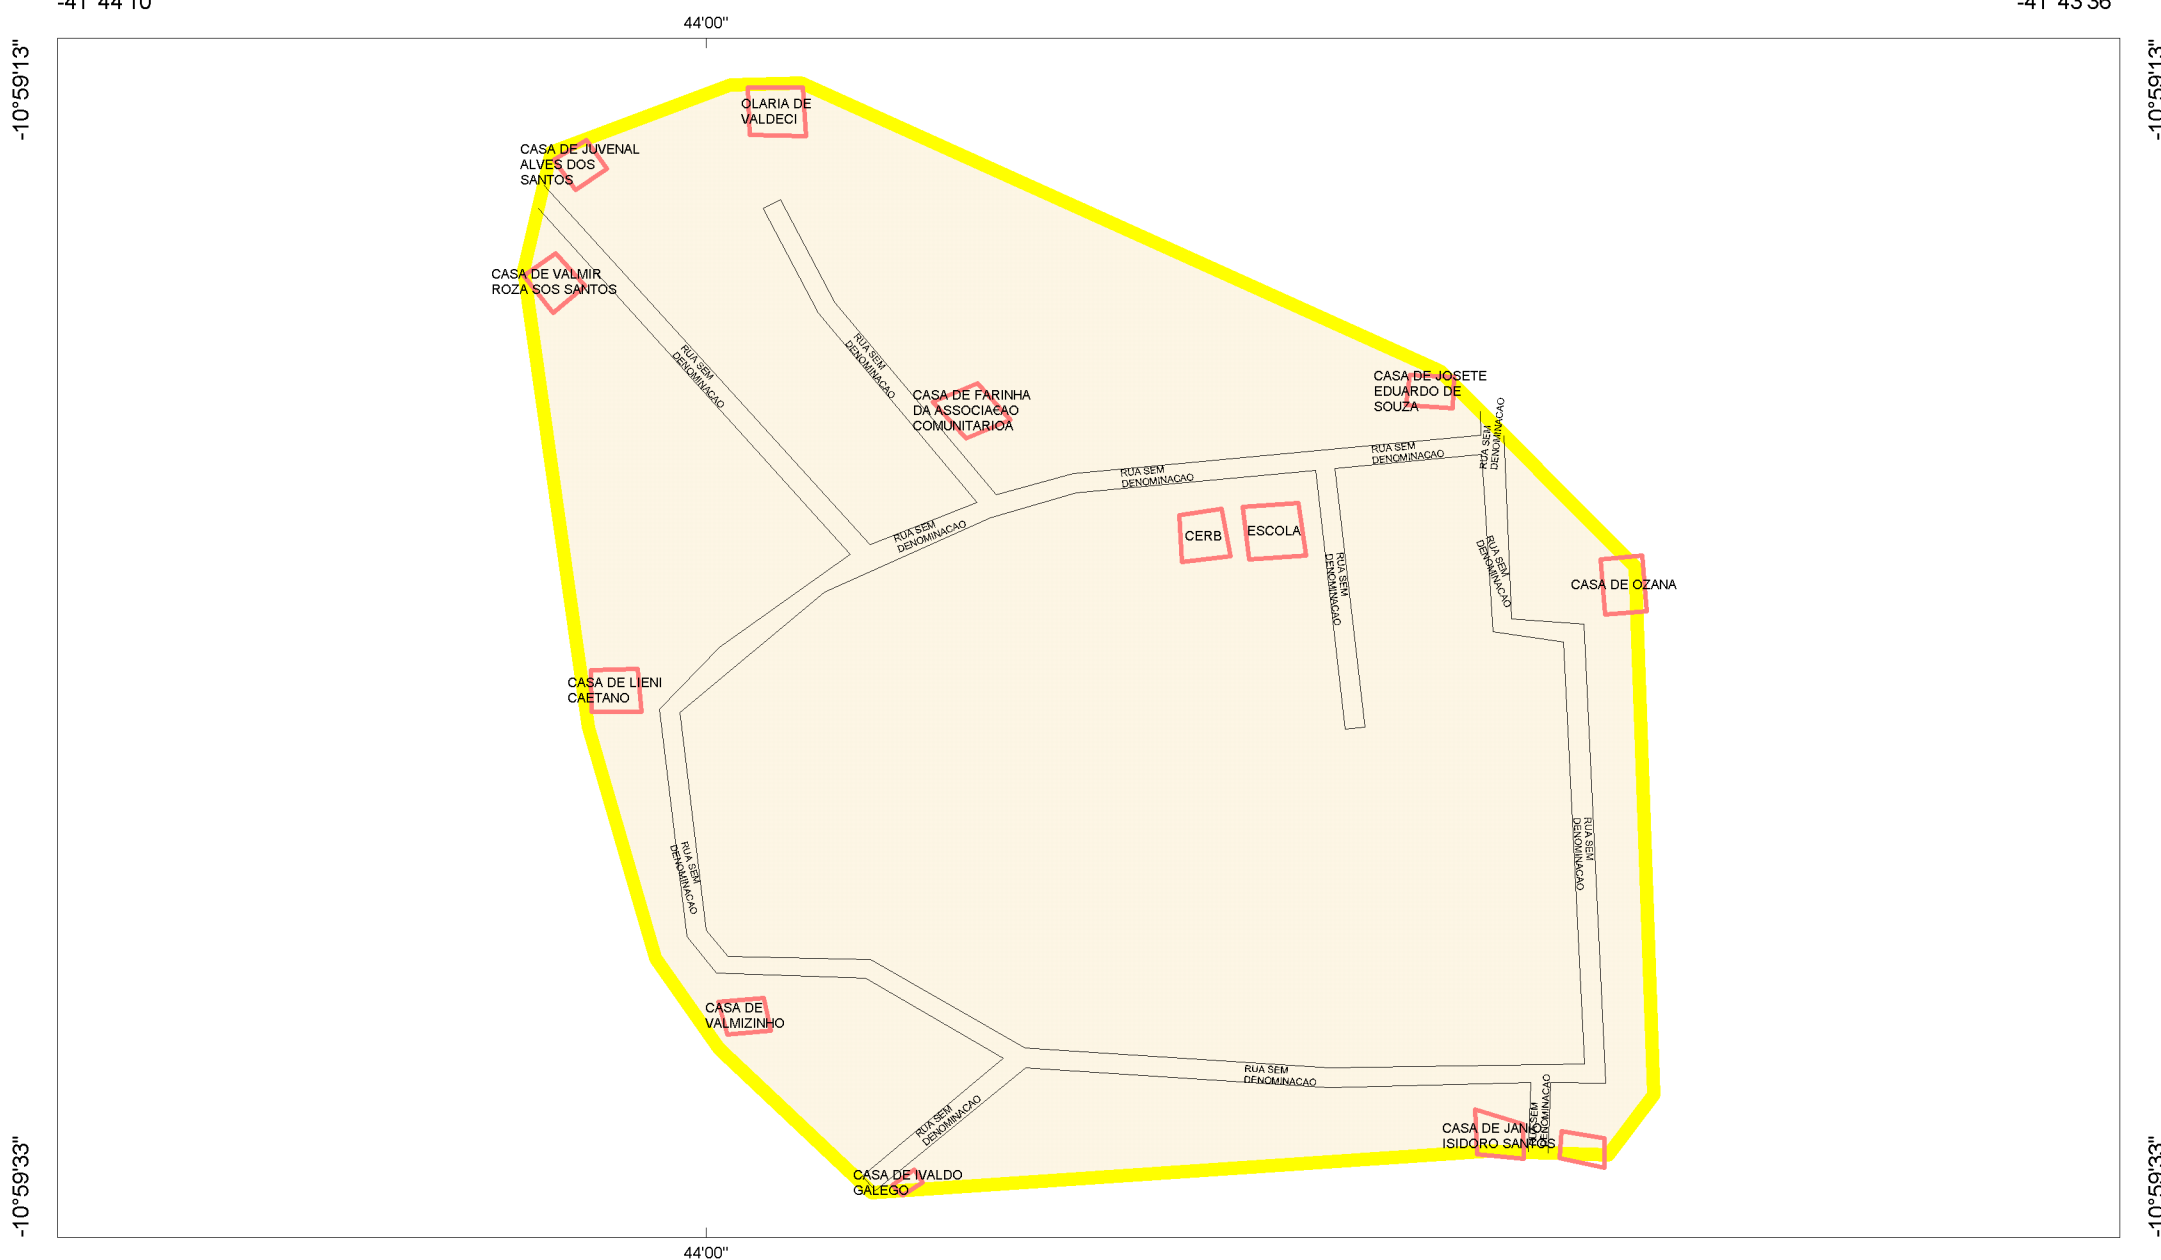 -41°44'10"
-41°43'36"
44'00"
-10°59'13"
-10°59'13"
OLARIA DE
VALDECI
CASA DE JUVENAL
ALVES DOS
SANTOS
CASA DE VALMIR
ROZA SOS SANTOS
RUA SEM
DENOMINACAO
RUA SEM
DENOMINACAO
CASA DE FARINHA
DA ASSOCIAÇAO
COMUNITARIOA
CASA DE JOSETE
EDUARDO DE
SOUZA
RUA SEM
DENOMINACAO
RUA SEM
DENOMINACAO
RUA SEM
DENOMINACAO
RUA SEM
DENOMINACAO
CERB
ESCOLA
RUA SEM
DENOMINACAO
RUA SEM
DENOMINACAO
CASA DE OZANA
CASA DE LIENI
CAETANO
RUA SEM
DENOMINACAO
RUA SEM
DENOMINACAO
CASA DE
VALMIZINHO
RUA SEM
DENOMINACAO
RUA SEM
DENOMINACAO
RUA SEM
DENOMINACAO
CASA DE
ISIDORO SANTOS
CASA DE IVALDO
GALEGO
-10°59'33"
-10°59'33"
44'00"